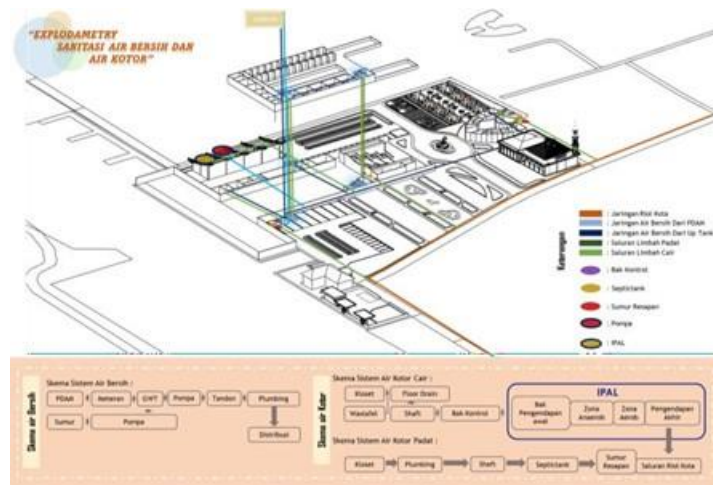 "EXPLODAMETRY
SANITASI AIR BERSIH DAN
AIR KOTOR"
Keterangan
: Jaringan Riol Kota
: Jaringan Air Bersih Dari PDAM
: Jaringan Air Bersih Dari Up Tank
: Saluran Limbah Padat
: Saluran Limbah Cair
: Bak Kontrol
: Septictank
: Sumur Resapan
: Pompa
: IPAL
Skema air Bersih
Skema Sistem Air Bersih :
PDAM
Meteran
GWT
Pompa
Tandon
Plumbing
Sumur
Pompa
Distribusi
Skema air Kotor
Skema Sistem Air Kotor Cair :
Kloset
Floor Drain
Wastafel
Shaft
Bak Kontrol
IPAL
Bak Pengendapan awal
Zona Anaerob
Zona Aerob
Pengendapan Akhir
Skema Sistem Air Kotor Padat :
Kloset
Plumbing
Shaft
Septictank
Sumur Resapan
Saluran Riol Kota